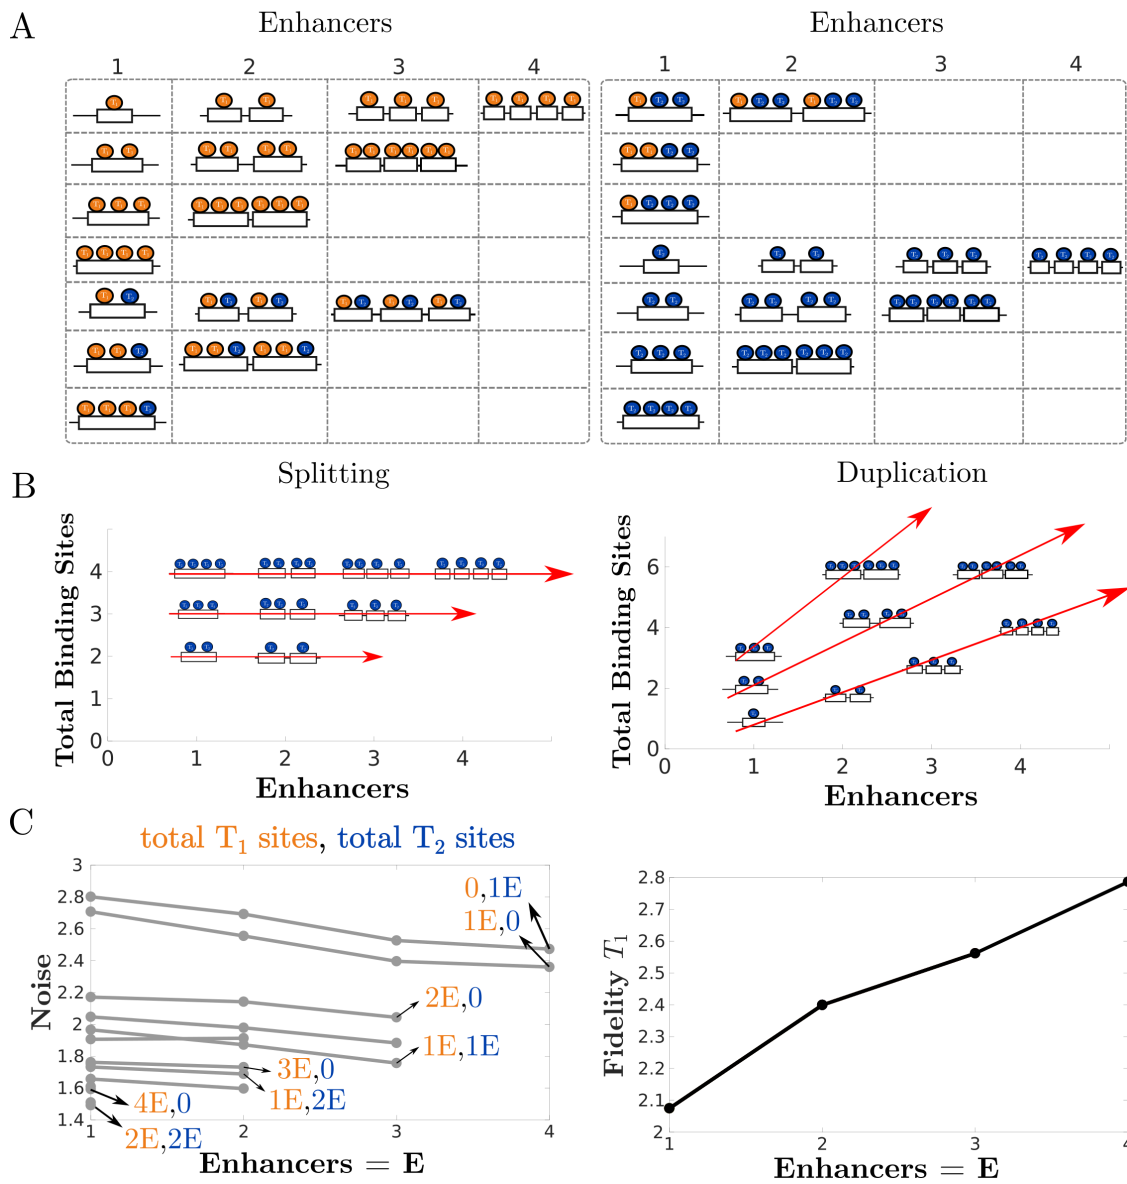 A
Enhancers
Enhancers
1 2 3 4
1 2 3 4
B
Splitting
Duplication
Total Binding Sites
4
3
2
1
0
0 1 2 3 4
Enhancers
Total Binding Sites
6
4
2
0
0 1 2 3 4
Enhancers
C
total T₁ sites, total T₂ sites
Noise
3
2.8
2.6
2.4
2.2
2
1.8
1.6
1.4
1 2 3 4
0,1E
1E,0
2E,0
1E,1E
3E,0
1E,2E
4E,0
2E,2E
Enhancers = E
Fidelity T₁
2.8
2.7
2.6
2.5
2.4
2.3
2.2
2.1
2
1 2 3 4
Enhancers = E